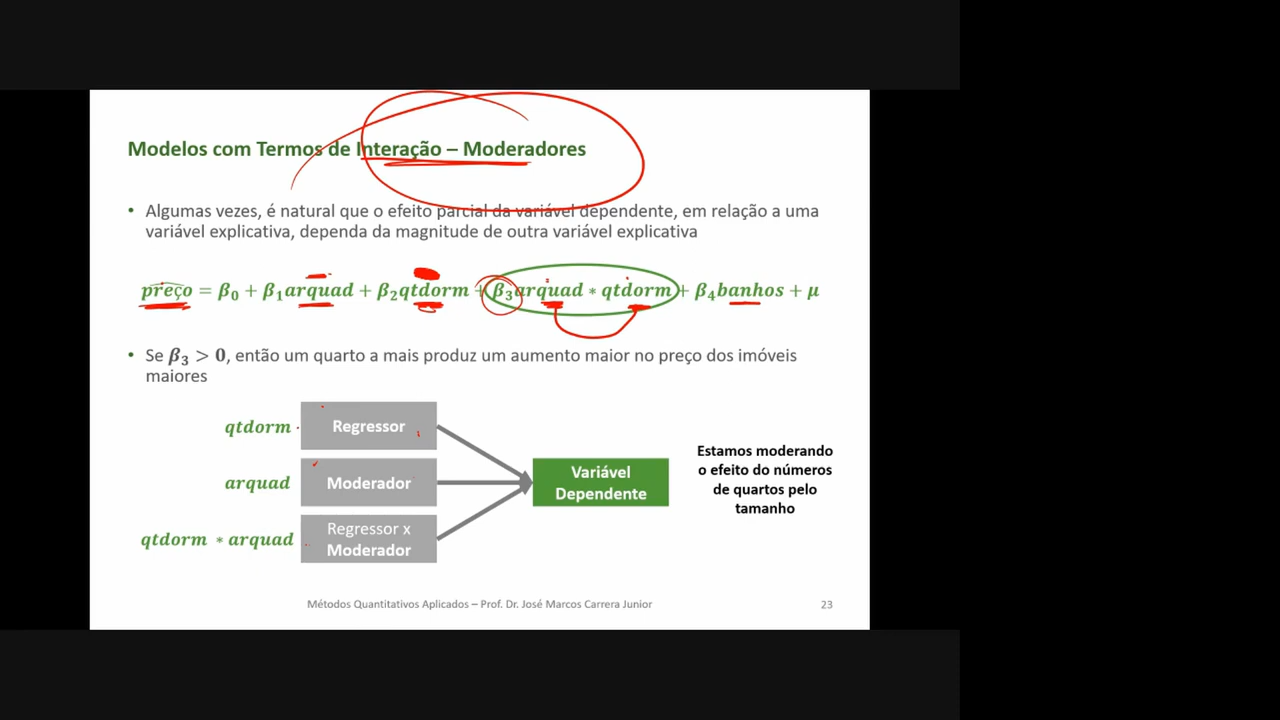 Modelos com Termos de Interação – Moderadores
• Algumas vezes, é natural que o efeito parcial da variável dependente, em relação a uma
variável explicativa, dependa da magnitude de outra variável explicativa
preço = β₀ + β₁arquad + β₂qtdorm + β₃arquad * qtdorm + β₄banhos + μ
• Se β₃ > 0, então um quarto a mais produz um aumento maior no preço dos imóveis
maiores
qtdorm
Regressor
arquad
Moderador
qtdorm * arquad
Regressor x
Moderador
Variável
Dependente
Estamos moderando
o efeito do números
de quartos pelo
tamanho
Métodos Quantitativos Aplicados – Prof. Dr. José Marcos Carrera Junior
23